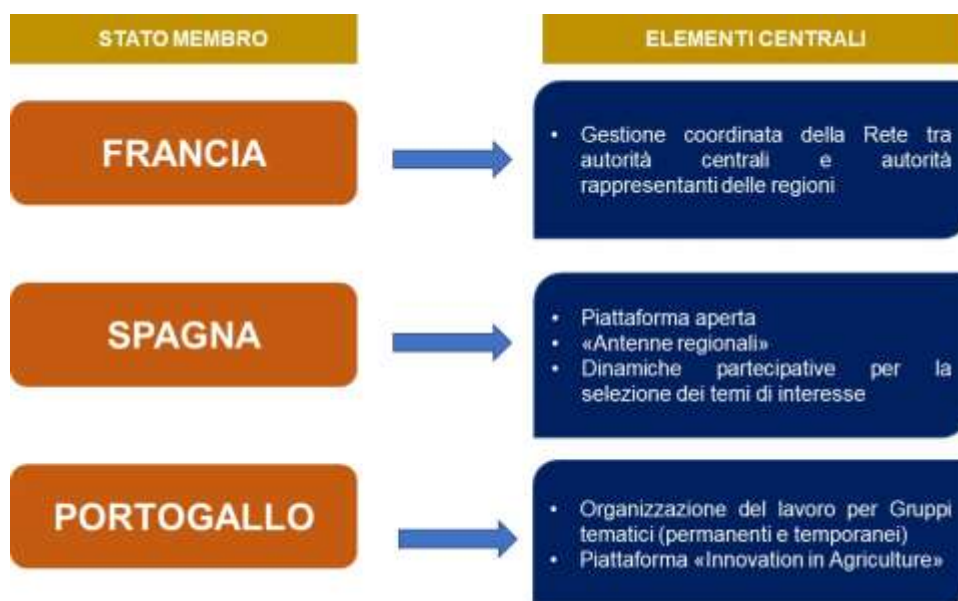 STATO MEMBRO
ELEMENTI CENTRALI
FRANCIA
• Gestione coordinata della Rete tra
autorità centrali e autorità
rappresentanti delle regioni
SPAGNA
• Piattaforma aperta
• «Antenne regionali»
• Dinamiche partecipative per la
selezione dei temi di interesse
PORTOGALLO
• Organizzazione del lavoro per Gruppi
tematici (permanenti e temporanei)
• Piattaforma «Innovation in Agriculture»